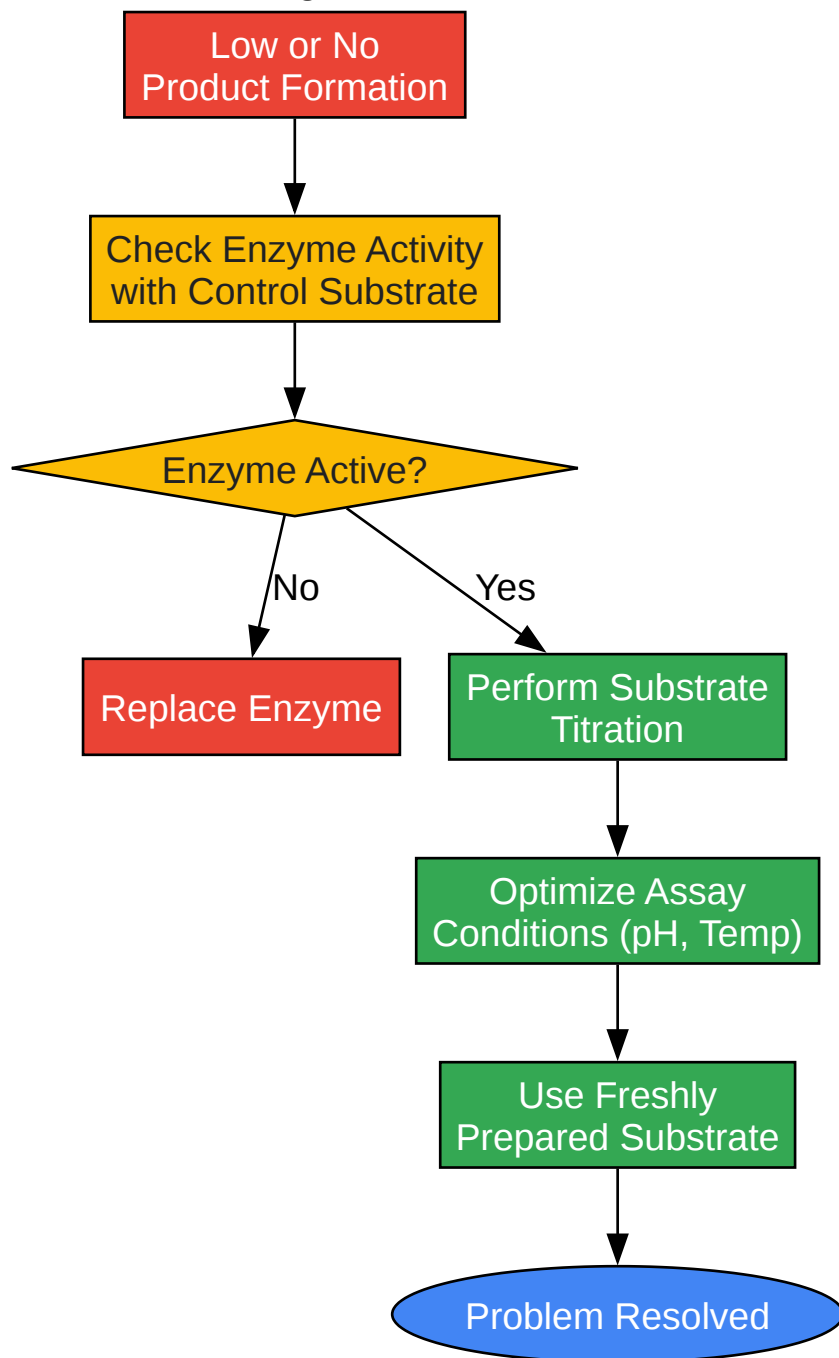 Low or No
Product Formation
Check Enzyme Activity
with Control Substrate
Enzyme Active?
No
Yes
Replace Enzyme
Perform Substrate
Titration
Optimize Assay
Conditions (pH, Temp)
Use Freshly
Prepared Substrate
Problem Resolved